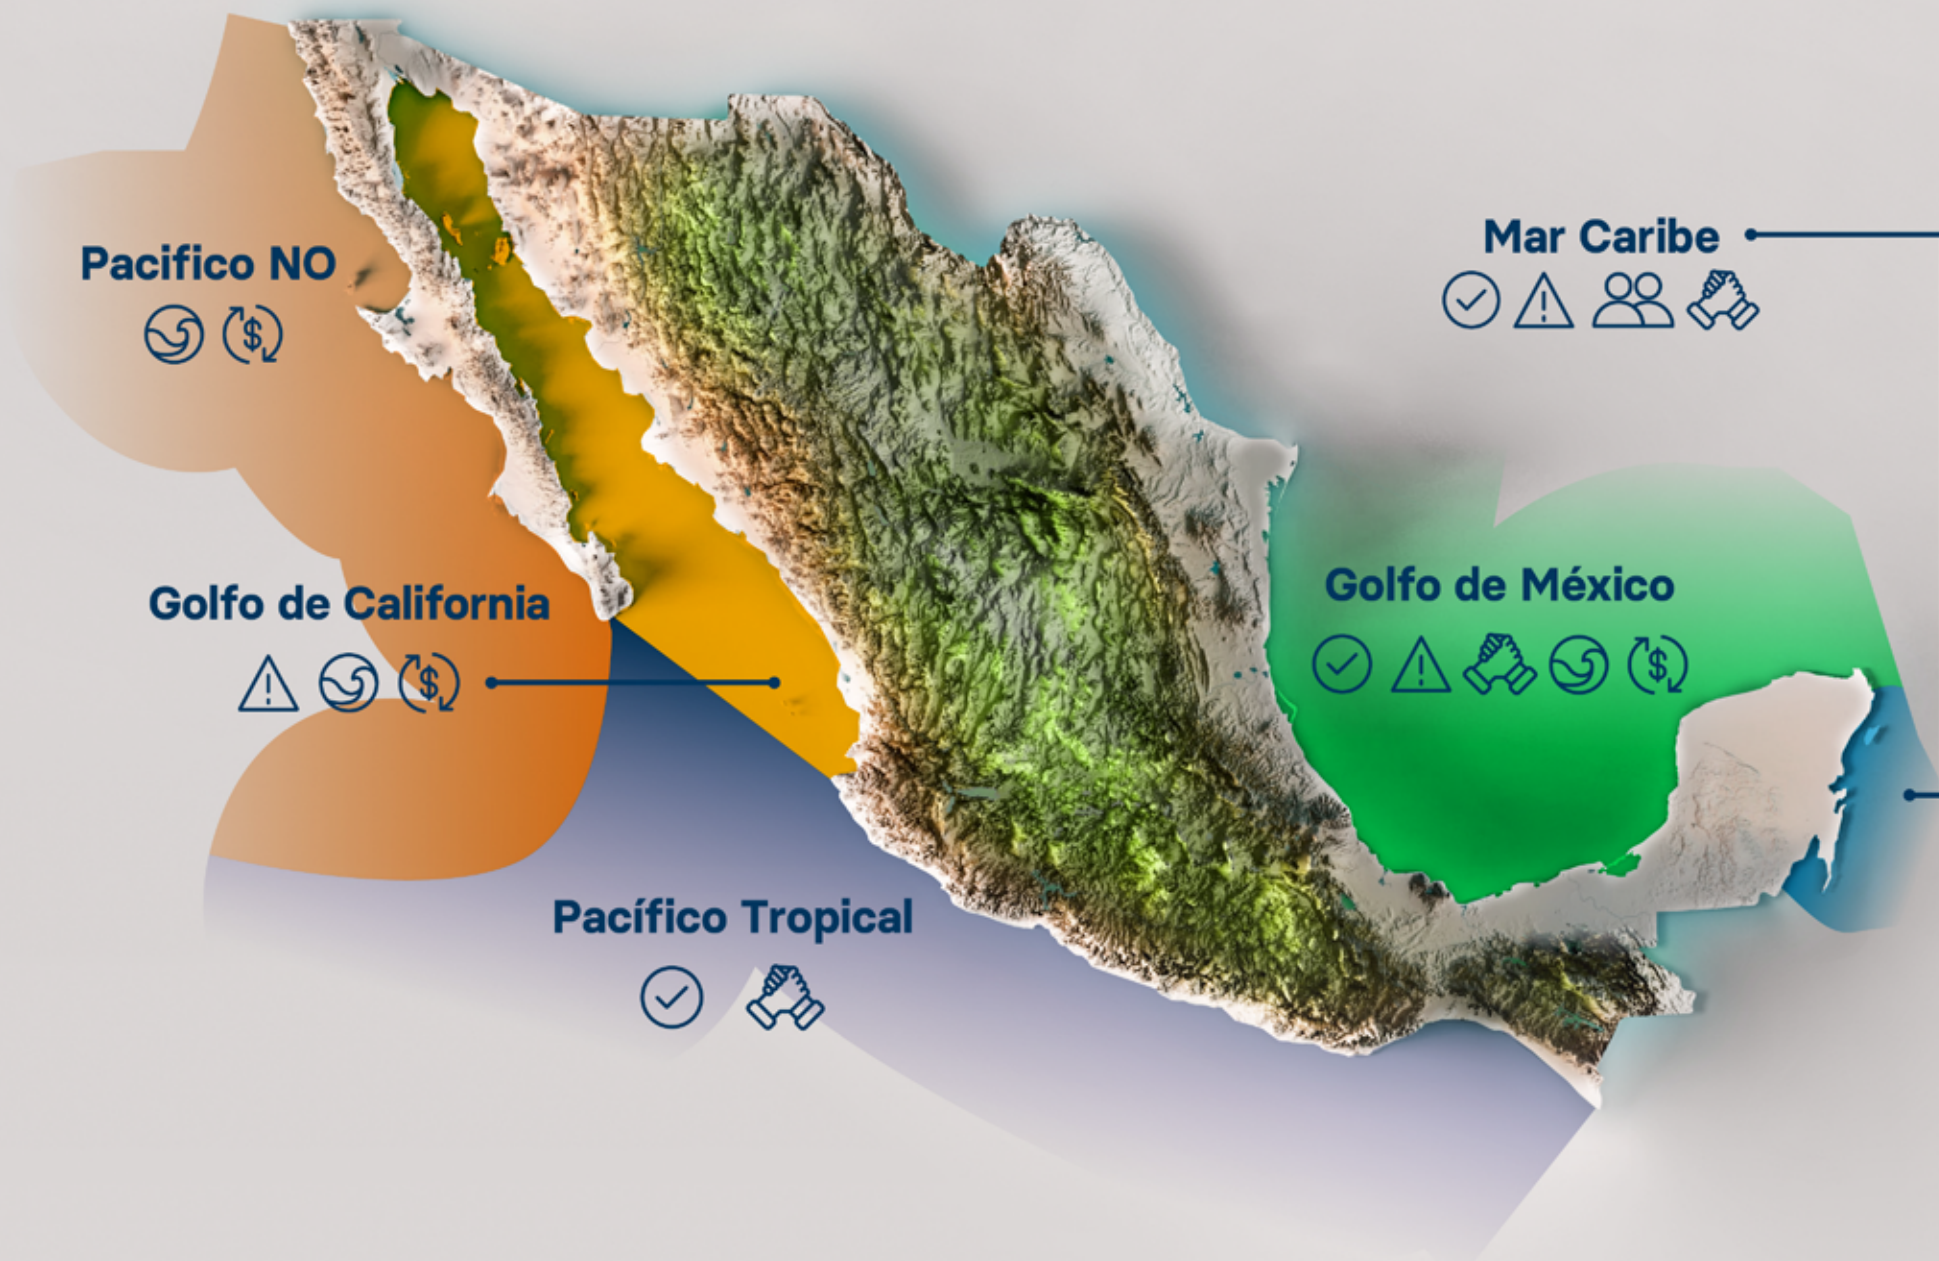 Pacifico NO
Mar Caribe
Golfo de California
Golfo de México
Pacífico Tropical